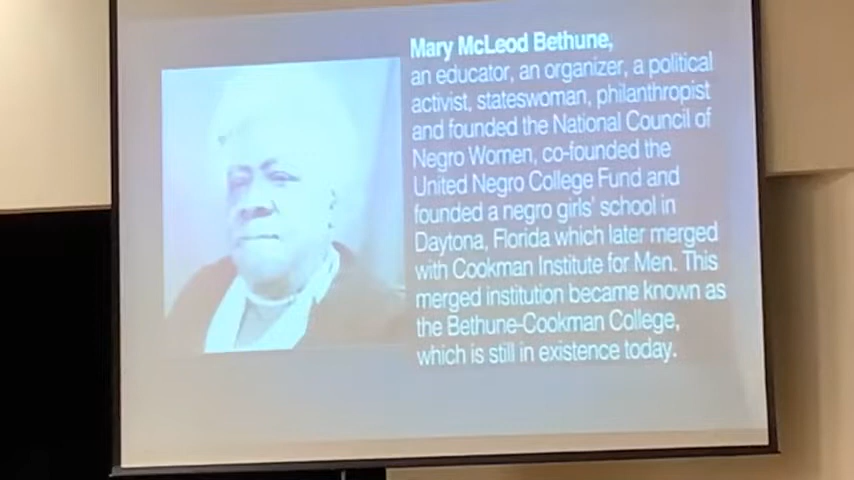 Mary McLeod Bethune,
an educator, an organizer, a political
activist, stateswoman, philanthropist
and founded the National Council of
Negro Women, co-founded the
United Negro College Fund and
founded a negro girls' school in
Daytona, Florida which later merged
with Cookman Institute for Men. This
merged institution became known as
the Bethune-Cookman College,
which is still in existence today.